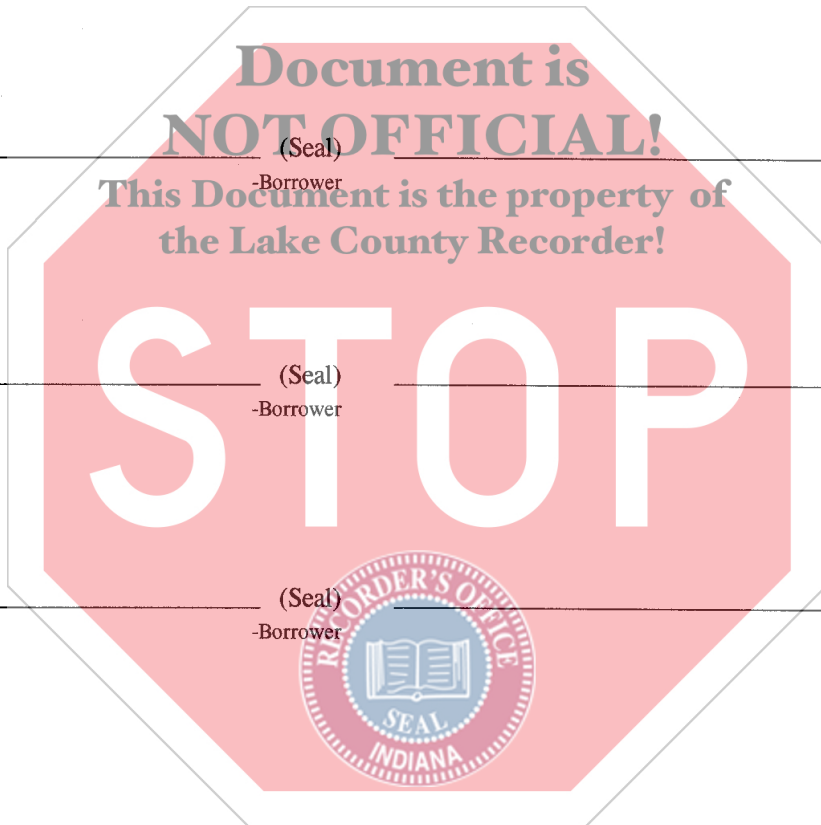 Document is
NOT OFFICIAL!
(Seal)
-Borrower
This Document is the property of
the Lake County Recorder!
STOP
(Seal)
-Borrower
(Seal)
-Borrower
RECORDER'S OFFICE
SEAL
INDIANA